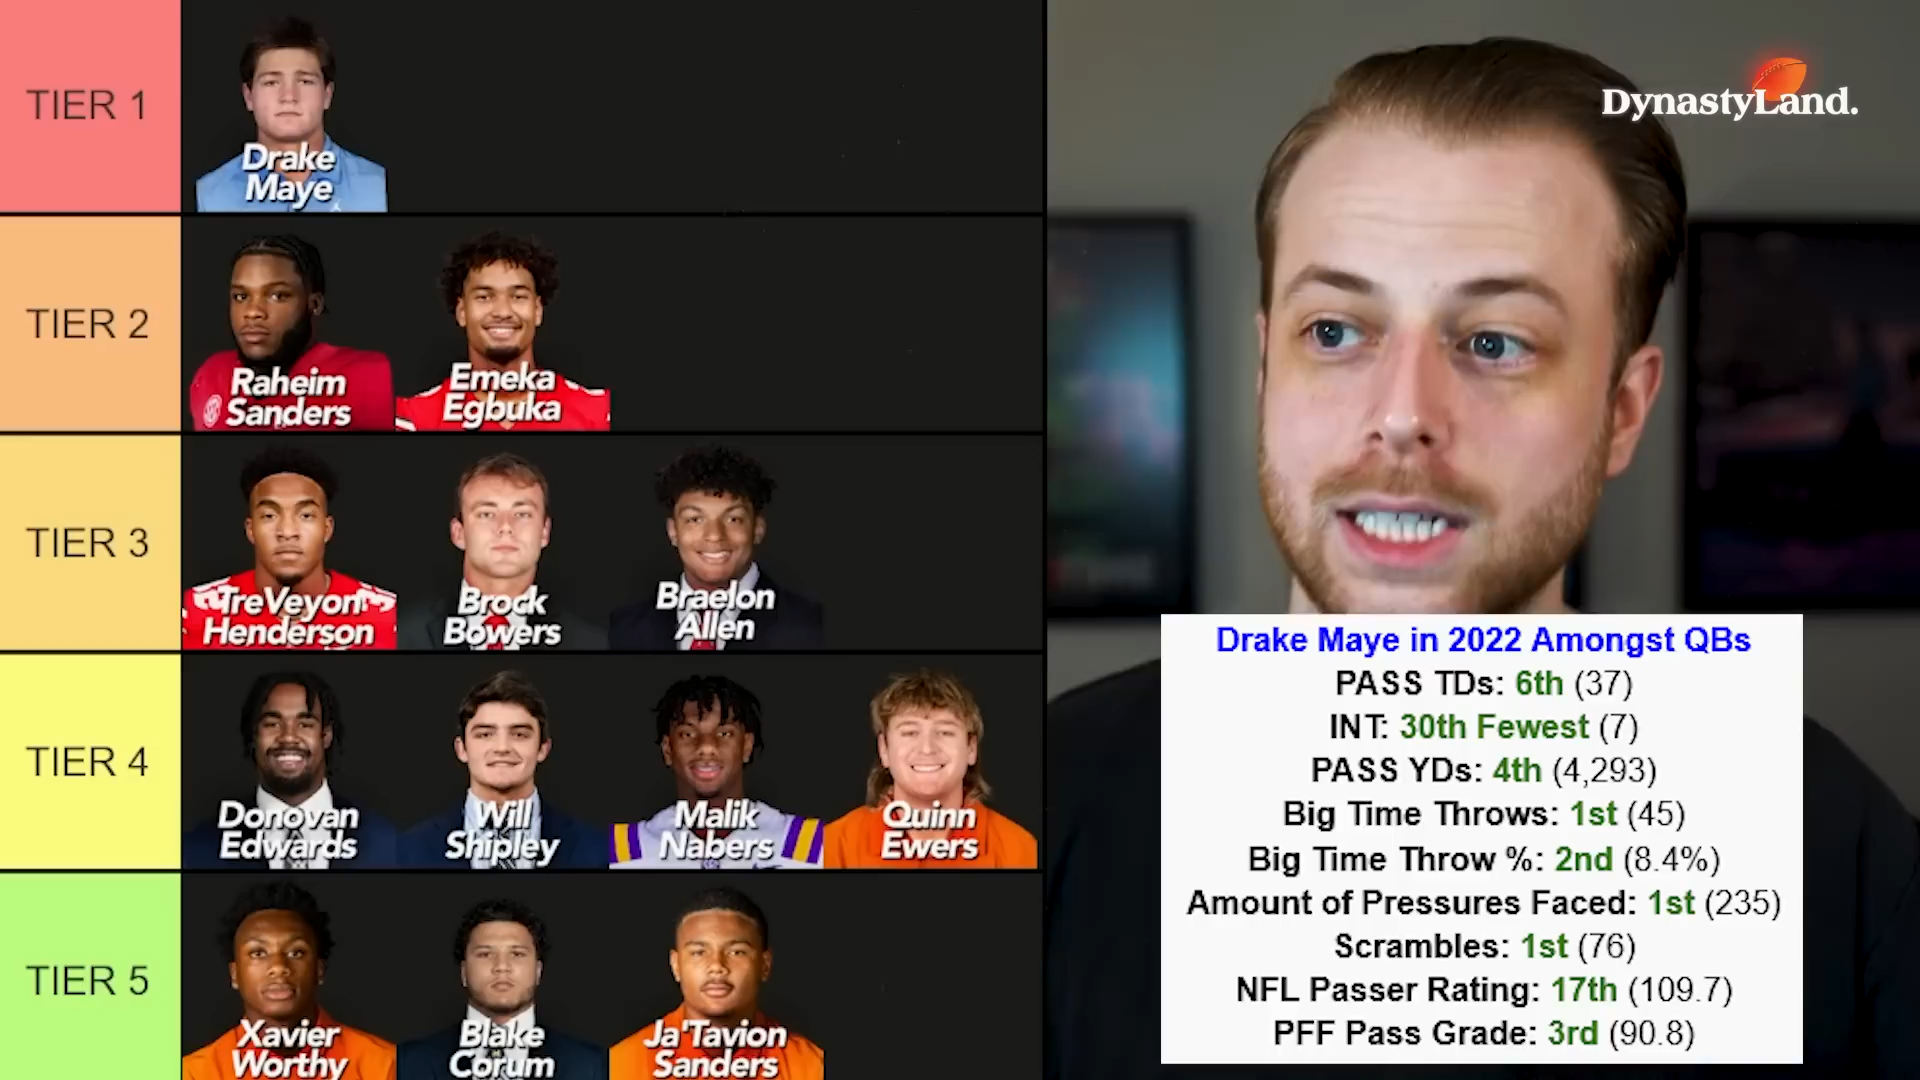 TIER 1
Drake
Maye
TIER 2
Raheim
Sanders
Emeka
Egbuka
TIER 3
TreVeyon
Henderson
Brock
Bowers
Braelon
Allen
TIER 4
Donovan
Edwards
Will
Shipley
Malik
Nabers
Quinn
Ewers
TIER 5
Xavier
Worthy
Blake
Corum
Ja'Tavion
Sanders
DynastyLand.
Drake Maye in 2022 Amongst QBs
PASS TDs: 6th (37)
INT: 30th Fewest (7)
PASS YDs: 4th (4,293)
Big Time Throws: 1st (45)
Big Time Throw %: 2nd (8.4%)
Amount of Pressures Faced: 1st (235)
Scrambles: 1st (76)
NFL Passer Rating: 17th (109.7)
PFF Pass Grade: 3rd (90.8)